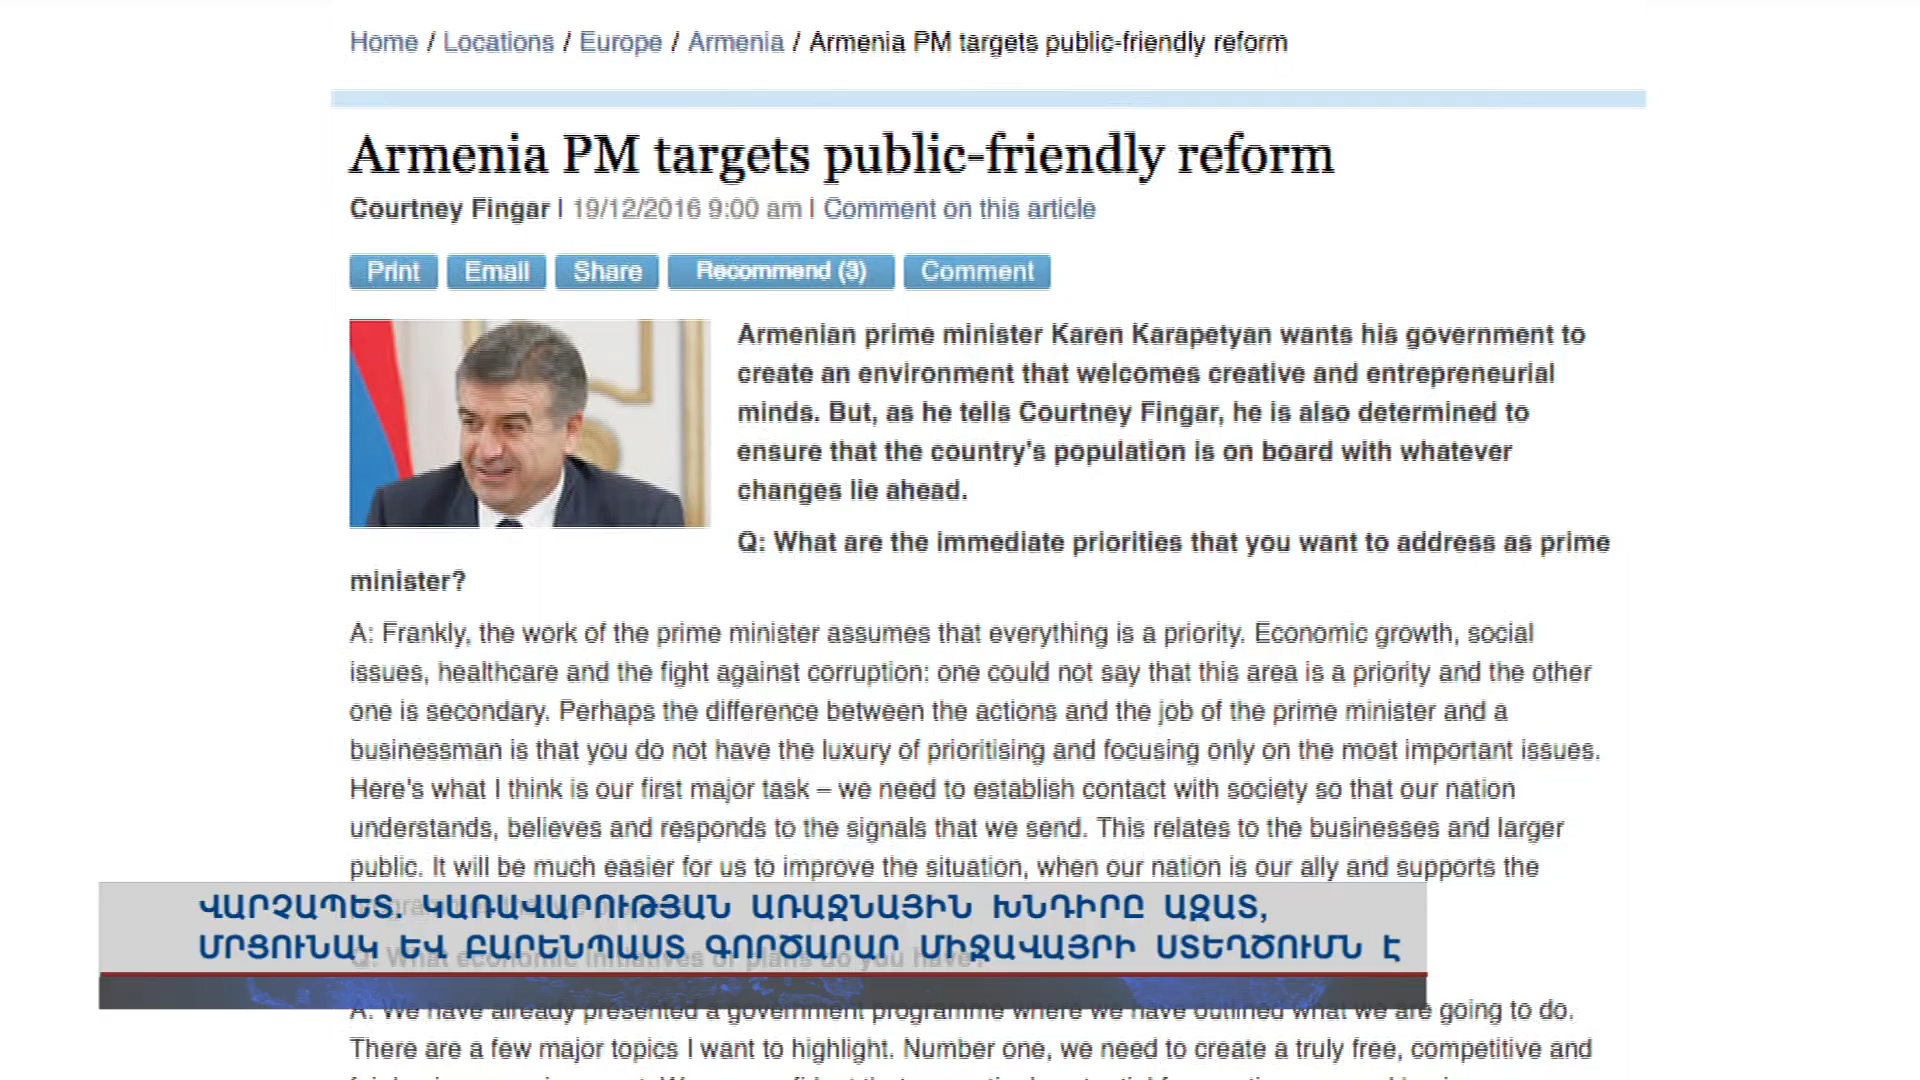 Home / Locations / Europe / Armenia / Armenia PM targets public-friendly reform
Armenia PM targets public-friendly reform
Courtney Fingar | 19/12/2016 9:00 am | Comment on this article
Print Email Share Recommend (3) Comment
Armenian prime minister Karen Karapetyan wants his government to
create an environment that welcomes creative and entrepreneurial
minds. But, as he tells Courtney Fingar, he is also determined to
ensure that the country's population is on board with whatever
changes lie ahead.
Q: What are the immediate priorities that you want to address as prime
minister?
A: Frankly, the work of the prime minister assumes that everything is a priority. Economic growth, social
issues, healthcare and the fight against corruption: one could not say that this area is a priority and the other
one is secondary. Perhaps the difference between the actions and the job of the prime minister and a
businessman is that you do not have the luxury of prioritising and focusing only on the most important issues.
Here's what I think is our first major task – we need to establish contact with society so that our nation
understands, believes and responds to the signals that we send. This relates to the businesses and larger
public. It will be much easier for us to improve the situation, when our nation is our ally and supports the
ՎԱՐՉԱՊԵՏ. ԿԱՌԱՎԱՐՈՒԹՅԱՆ ԱՌԱՋՆԱՅԻՆ ԽՆԴԻՐԸ ԱԶԱՏ,
ՄՐՑՈՒՆԱԿ ԵՎ ԲԱՐԵՆՊԱՍՏ ԳՈՐԾԱՐԱՐ ՄԻՋԱՎԱՅՐԻ ՍՏԵՂԾՈՒՄՆ Է
Q: What economic initiatives or plans do you have?
A: We have already presented a government programme where we have outlined what we are going to do.
There are a few major topics I want to highlight. Number one, we need to create a truly free, competitive and